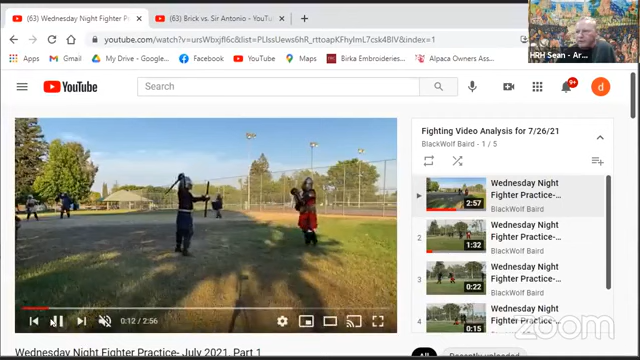 (63) Wednesday Night Fighter Pr
(63) Brick vs. Sir Antonio - YouTu
HRH Sean - Ar...
youtube.com/watch?v=ursWbxjfI6c&list=PLIssUews6hR_rttoapKFhyImL7csk4BIV&index=1
Apps
Gmail
My Drive - Google...
Facebook
YouTube
Maps
Birka Embroideries...
Alpaca Owners Ass...
YouTube
Search
9+
d
Fighting Video Analysis for 7/26/21
BlackWolf Baird - 1 / 5
2:57
Wednesday Night
Fighter Practice-...
BlackWolf Baird
2
1:32
Wednesday Night
Fighter Practice-...
BlackWolf Baird
3
0:22
Wednesday Night
Fighter Practice-...
BlackWolf Baird
4
0:15
Wednesday Night
Fighter Practice-...
0:12 / 2:56
zoom
Wednesday Night Fighter Practice- July 2021, Part 1
All
Recently uploaded